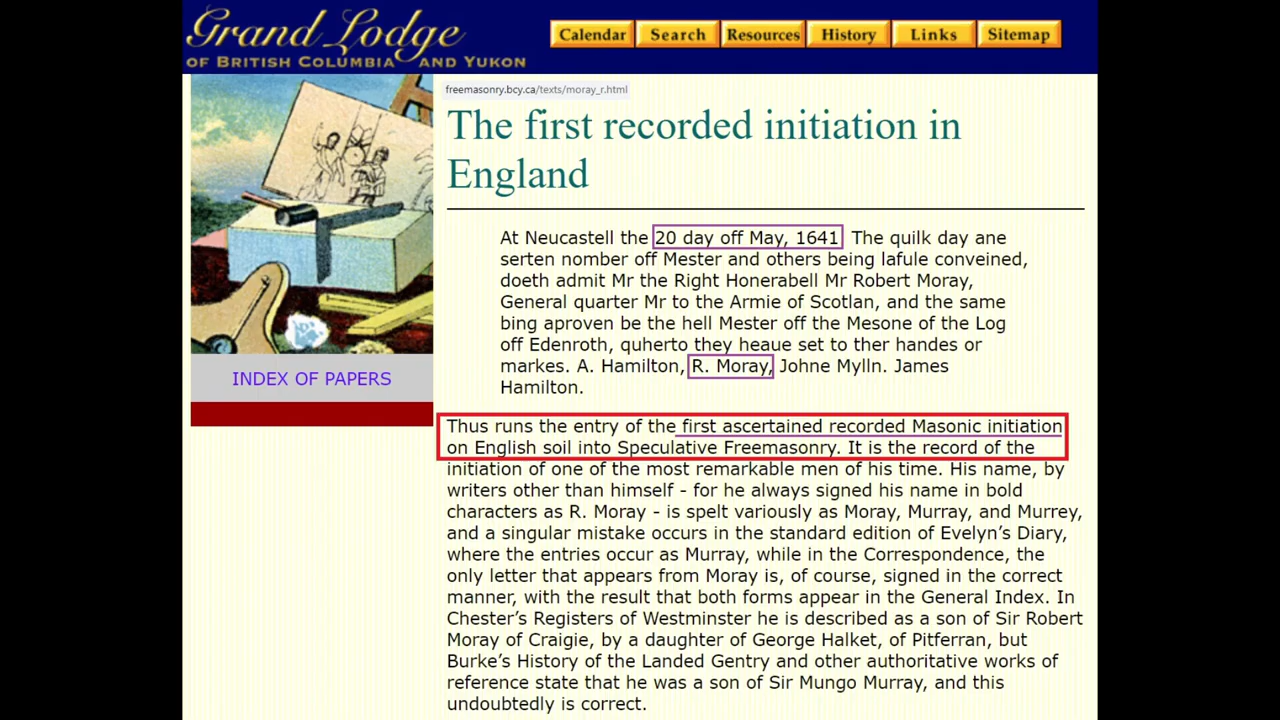 Grand Lodge
OF BRITISH COLUMBIA AND YUKON
Calendar Search Resources History Links Sitemap
freemasonry.bcy.ca/texts/moray_r.html
The first recorded initiation in
England
At Neucastell the 20 day off May, 1641 The quilk day ane
serten nomber off Mester and others being lafule conveined,
doeth admit Mr the Right Honerabell Mr Robert Moray,
General quarter Mr to the Armie of Scotlan, and the same
bing aproven be the hell Mester off the Mesone of the Log
off Edenroth, quherto they heaue set to ther handes or
markes. A. Hamilton, R. Moray, Johne Mylln. James
Hamilton.
INDEX OF PAPERS
Thus runs the entry of the first ascertained recorded Masonic initiation
on English soil into Speculative Freemasonry. It is the record of the
initiation of one of the most remarkable men of his time. His name, by
writers other than himself - for he always signed his name in bold
characters as R. Moray - is spelt variously as Moray, Murray, and Murrey,
and a singular mistake occurs in the standard edition of Evelyn's Diary,
where the entries occur as Murray, while in the Correspondence, the
only letter that appears from Moray is, of course, signed in the correct
manner, with the result that both forms appear in the General Index. In
Chester's Registers of Westminster he is described as a son of Sir Robert
Moray of Craigie, by a daughter of George Halket, of Pitferran, but
Burke's History of the Landed Gentry and other authoritative works of
reference state that he was a son of Sir Mungo Murray, and this
undoubtedly is correct.